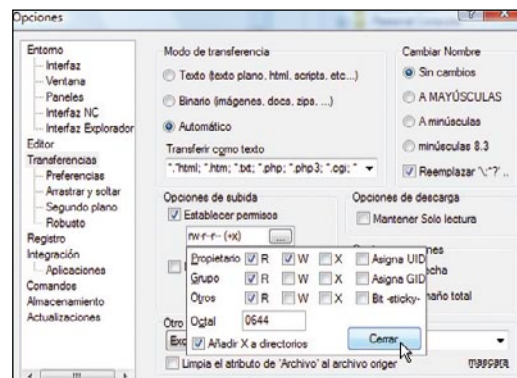 Opciones
Entorno
Interfaz
Ventana
Paneles
Interfaz NC
Interfaz Explorador
Editor
Transferencias
Preferencias
Arrastrar y soltar
Segundo plano
Robusto
Registro
Integración
Aplicaciones
Comandos
Almacenamiento
Actualizaciones
Modo de transferencia
Texto (texto plano, html, scripts, etc...)
Binario (imágenes, docs, zips, ...)
Automático
Transferir como texto
*.*html; *.htm; *.txt; *.php; *.php3; *.cgi; *
Cambiar Nombre
Sin cambios
A MAYÚSCULAS
A minúsculas
minúsculas 8.3
Reemplazar '\:*?' ..
Opciones de subida
Establecer permisos
rw-r--r-- (+x)
...
Opciones de descarga
Mantener Solo lectura
Propietario R W X Asigna UID
Grupo R W X Asigna GID
Otros R W X Bit -sticky-
Octal 0644
Añadir X a directorios
Cerrar
Otro
Limpia el atributo de 'Archivo' al archivo origer
mascara